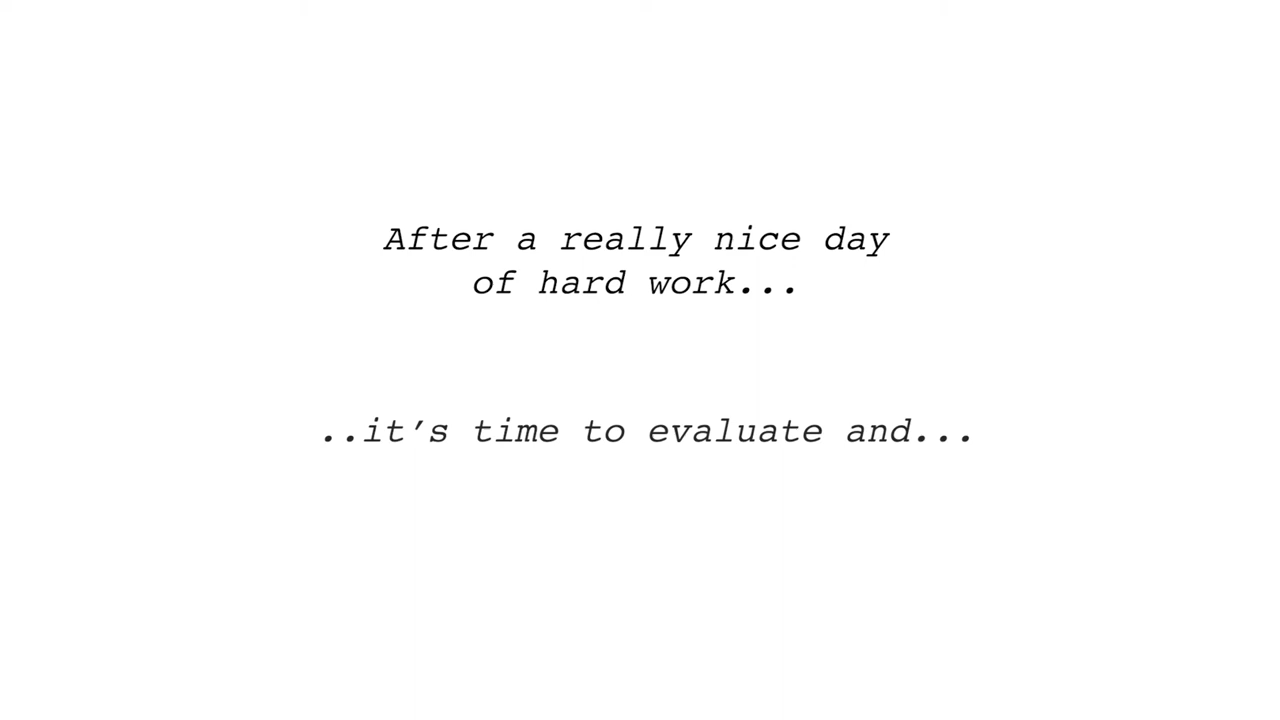 After a really nice day
of hard work...
..it’s time to evaluate and...